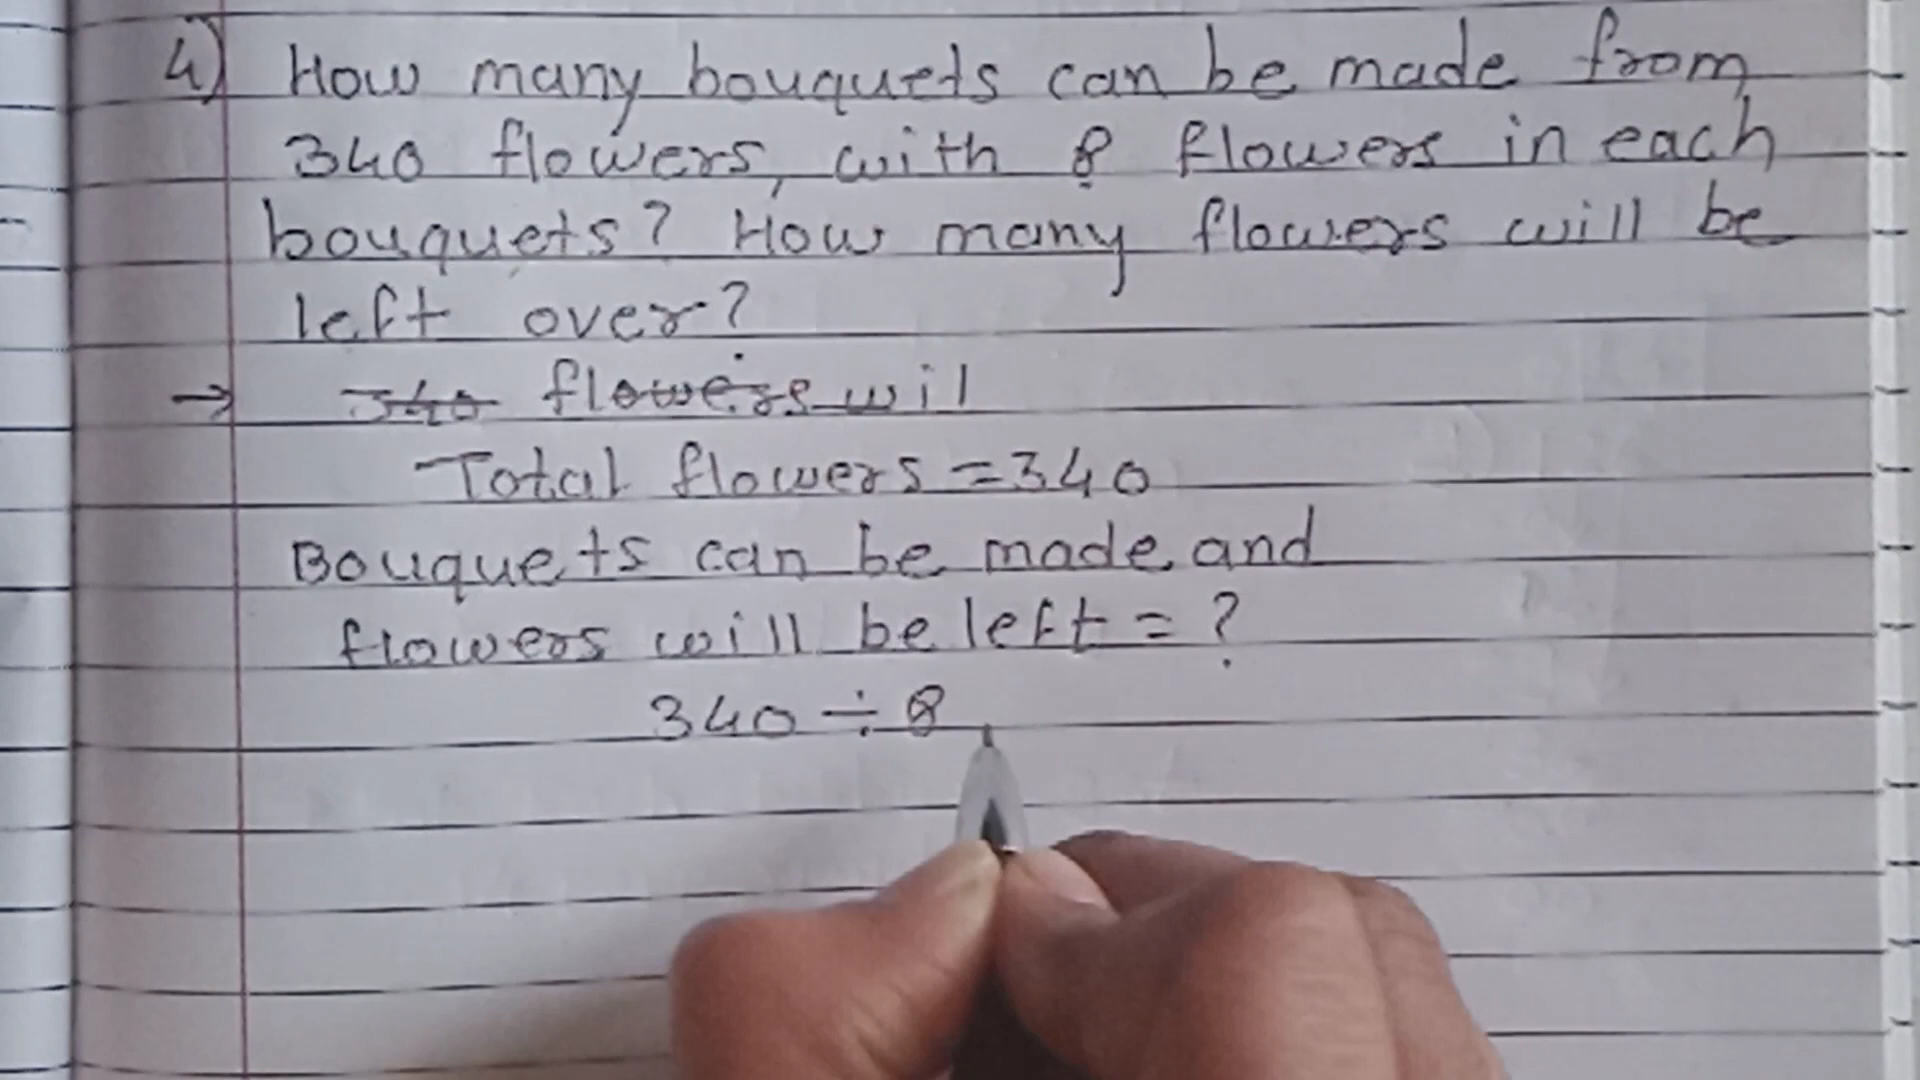 4) How many bouquets can be made from
340 flowers, with 8 flowers in each
bouquets? How many flowers will be
left over?
→ 340 flowers wil
Total flowers = 340
Bouquets can be made and
flowers will be left = ?
340 ÷ 8